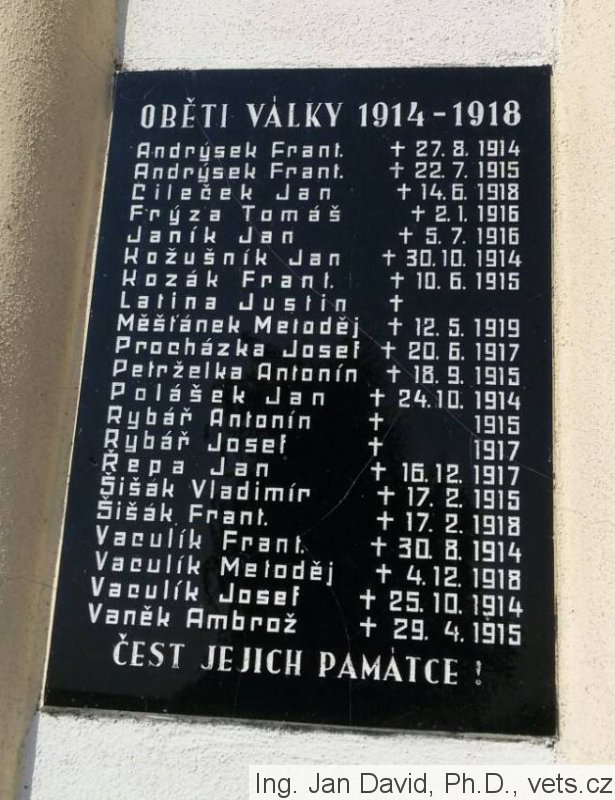 OBĚTI VÁLKY 1914 - 1918
Andrýsek Frant. ✝ 27. 8. 1914
Andrýsek Frant. ✝ 22. 7. 1915
Cileček Jan ✝ 14. 6. 1918
Frýza Tomáš ✝ 2. 1. 1916
Janík Jan ✝ 5. 7. 1916
Kožušník Jan ✝ 30. 10. 1914
Kozák Frant. ✝ 10. 6. 1915
Latina Justin ✝
Měšťánek Metoděj ✝ 12. 5. 1919
Procházka Josef ✝ 20. 6. 1917
Petrželka Antonín ✝ 18. 9. 1915
Polášek Jan ✝ 24. 10. 1914
Rybář Antonín ✝ 1915
Rybář Josef ✝ 1917
Řepa Jan ✝ 16. 12. 1917
Šišák Vladimír ✝ 17. 2. 1915
Šišák Frant. ✝ 17. 2. 1918
Vaculík Frant. ✝ 30. 8. 1914
Vaculík Metoděj ✝ 4. 12. 1918
Vaculík Josef ✝ 25. 10. 1914
Vaněk Ambrož ✝ 29. 4. 1915
ČEST JEJICH PAMÁTCE !
Ing. Jan David, Ph.D., vets.cz